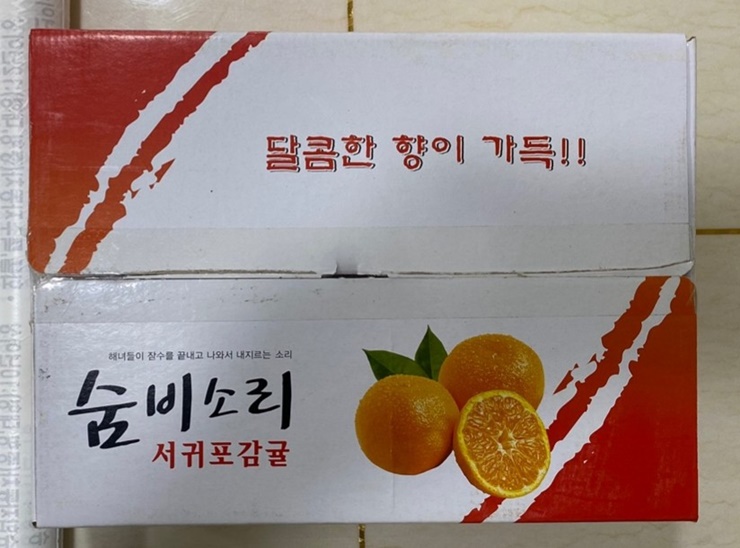 달콤한 향이 가득!!
해녀들이 잠수를 끝내고 나와서 내지르는 소리
숨비소리
서귀포감귤